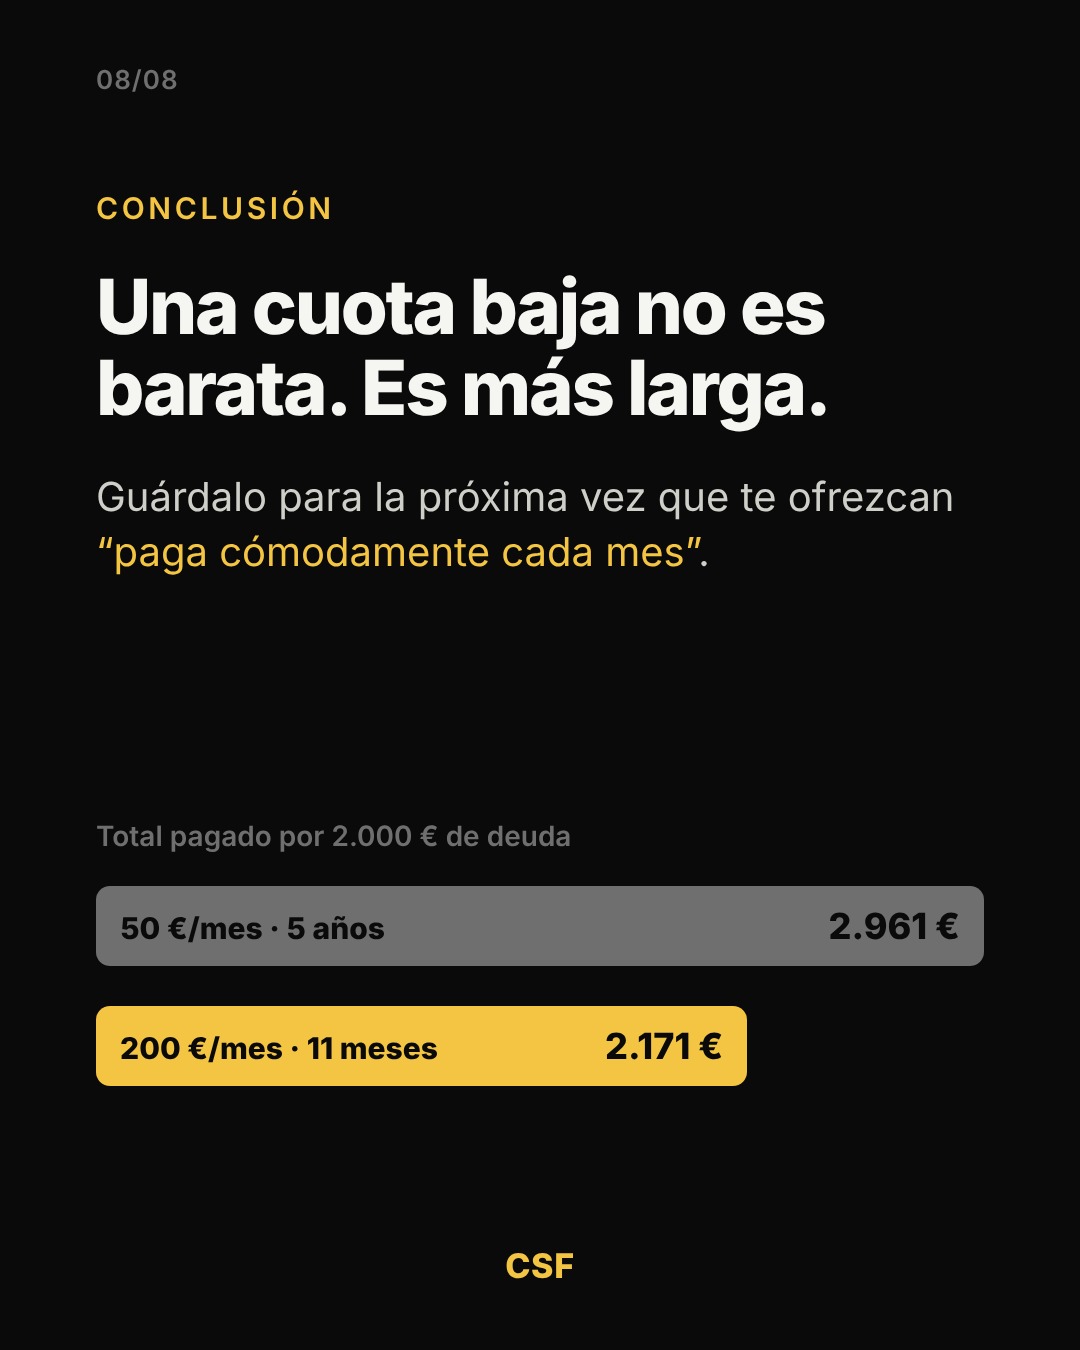 08/08
CONCLUSIÓN
Una cuota baja no es
barata. Es más larga.
Guárdalo para la próxima vez que te ofrezcan
“paga cómodamente cada mes”.
Total pagado por 2.000 € de deuda
50 €/mes · 5 años 2.961 €
200 €/mes · 11 meses 2.171 €
CSF